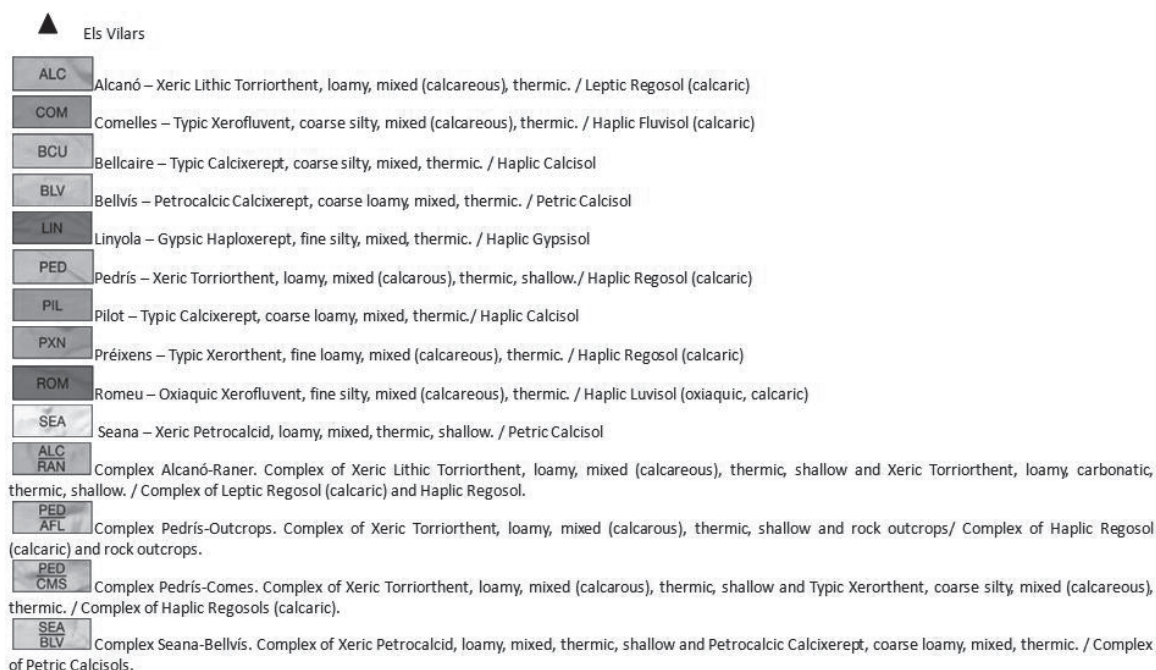 Els Vilars
ALC Alcanó – Xeric Lithic Torriorthent, loamy, mixed (calcareous), thermic. / Leptic Regosol (calcaric)
COM Comelles – Typic Xerofluvent, coarse silty, mixed (calcareous), thermic. / Haplic Fluvisol (calcaric)
BCU Bellcaire – Typic Calcixerept, coarse silty, mixed, thermic. / Haplic Calcisol
BLV Bellvís – Petrocalcic Calcixerept, coarse loamy, mixed, thermic. / Petric Calcisol
LIN Linyola – Gypsic Haploxerept, fine silty, mixed, thermic. / Haplic Gypsisol
PED Pedrís – Xeric Torriorthent, loamy, mixed (calcarous), thermic, shallow./ Haplic Regosol (calcaric)
PIL Pilot – Typic Calcixerept, coarse loamy, mixed, thermic./ Haplic Calcisol
PXN Préixens – Typic Xerorthent, fine loamy, mixed (calcareous), thermic. / Haplic Regosol (calcaric)
ROM Romeu – Oxiaquic Xerofluvent, fine silty, mixed (calcareous), thermic. / Haplic Luvisol (oxiaquic, calcaric)
SEA Seana – Xeric Petrocalcid, loamy, mixed, thermic, shallow. / Petric Calcisol
ALC
RAN Complex Alcanó-Raner. Complex of Xeric Lithic Torriorthent, loamy, mixed (calcareous), thermic, shallow and Xeric Torriorthent, loamy, carbonatic,
thermic, shallow. / Complex of Leptic Regosol (calcaric) and Haplic Regosol.
PED
AFL Complex Pedrís-Outcrops. Complex of Xeric Torriorthent, loamy, mixed (calcarous), thermic, shallow and rock outcrops/ Complex of Haplic Regosol
(calcaric) and rock outcrops.
PED
CMS Complex Pedrís-Comes. Complex of Xeric Torriorthent, loamy, mixed (calcarous), thermic, shallow and Typic Xerorthent, coarse silty, mixed (calcareous),
thermic. / Complex of Haplic Regosols (calcaric).
SEA
BLV Complex Seana-Bellvís. Complex of Xeric Petrocalcid, loamy, mixed, thermic, shallow and Petrocalcic Calcixerept, coarse loamy, mixed, thermic. / Complex
of Petric Calcisols.